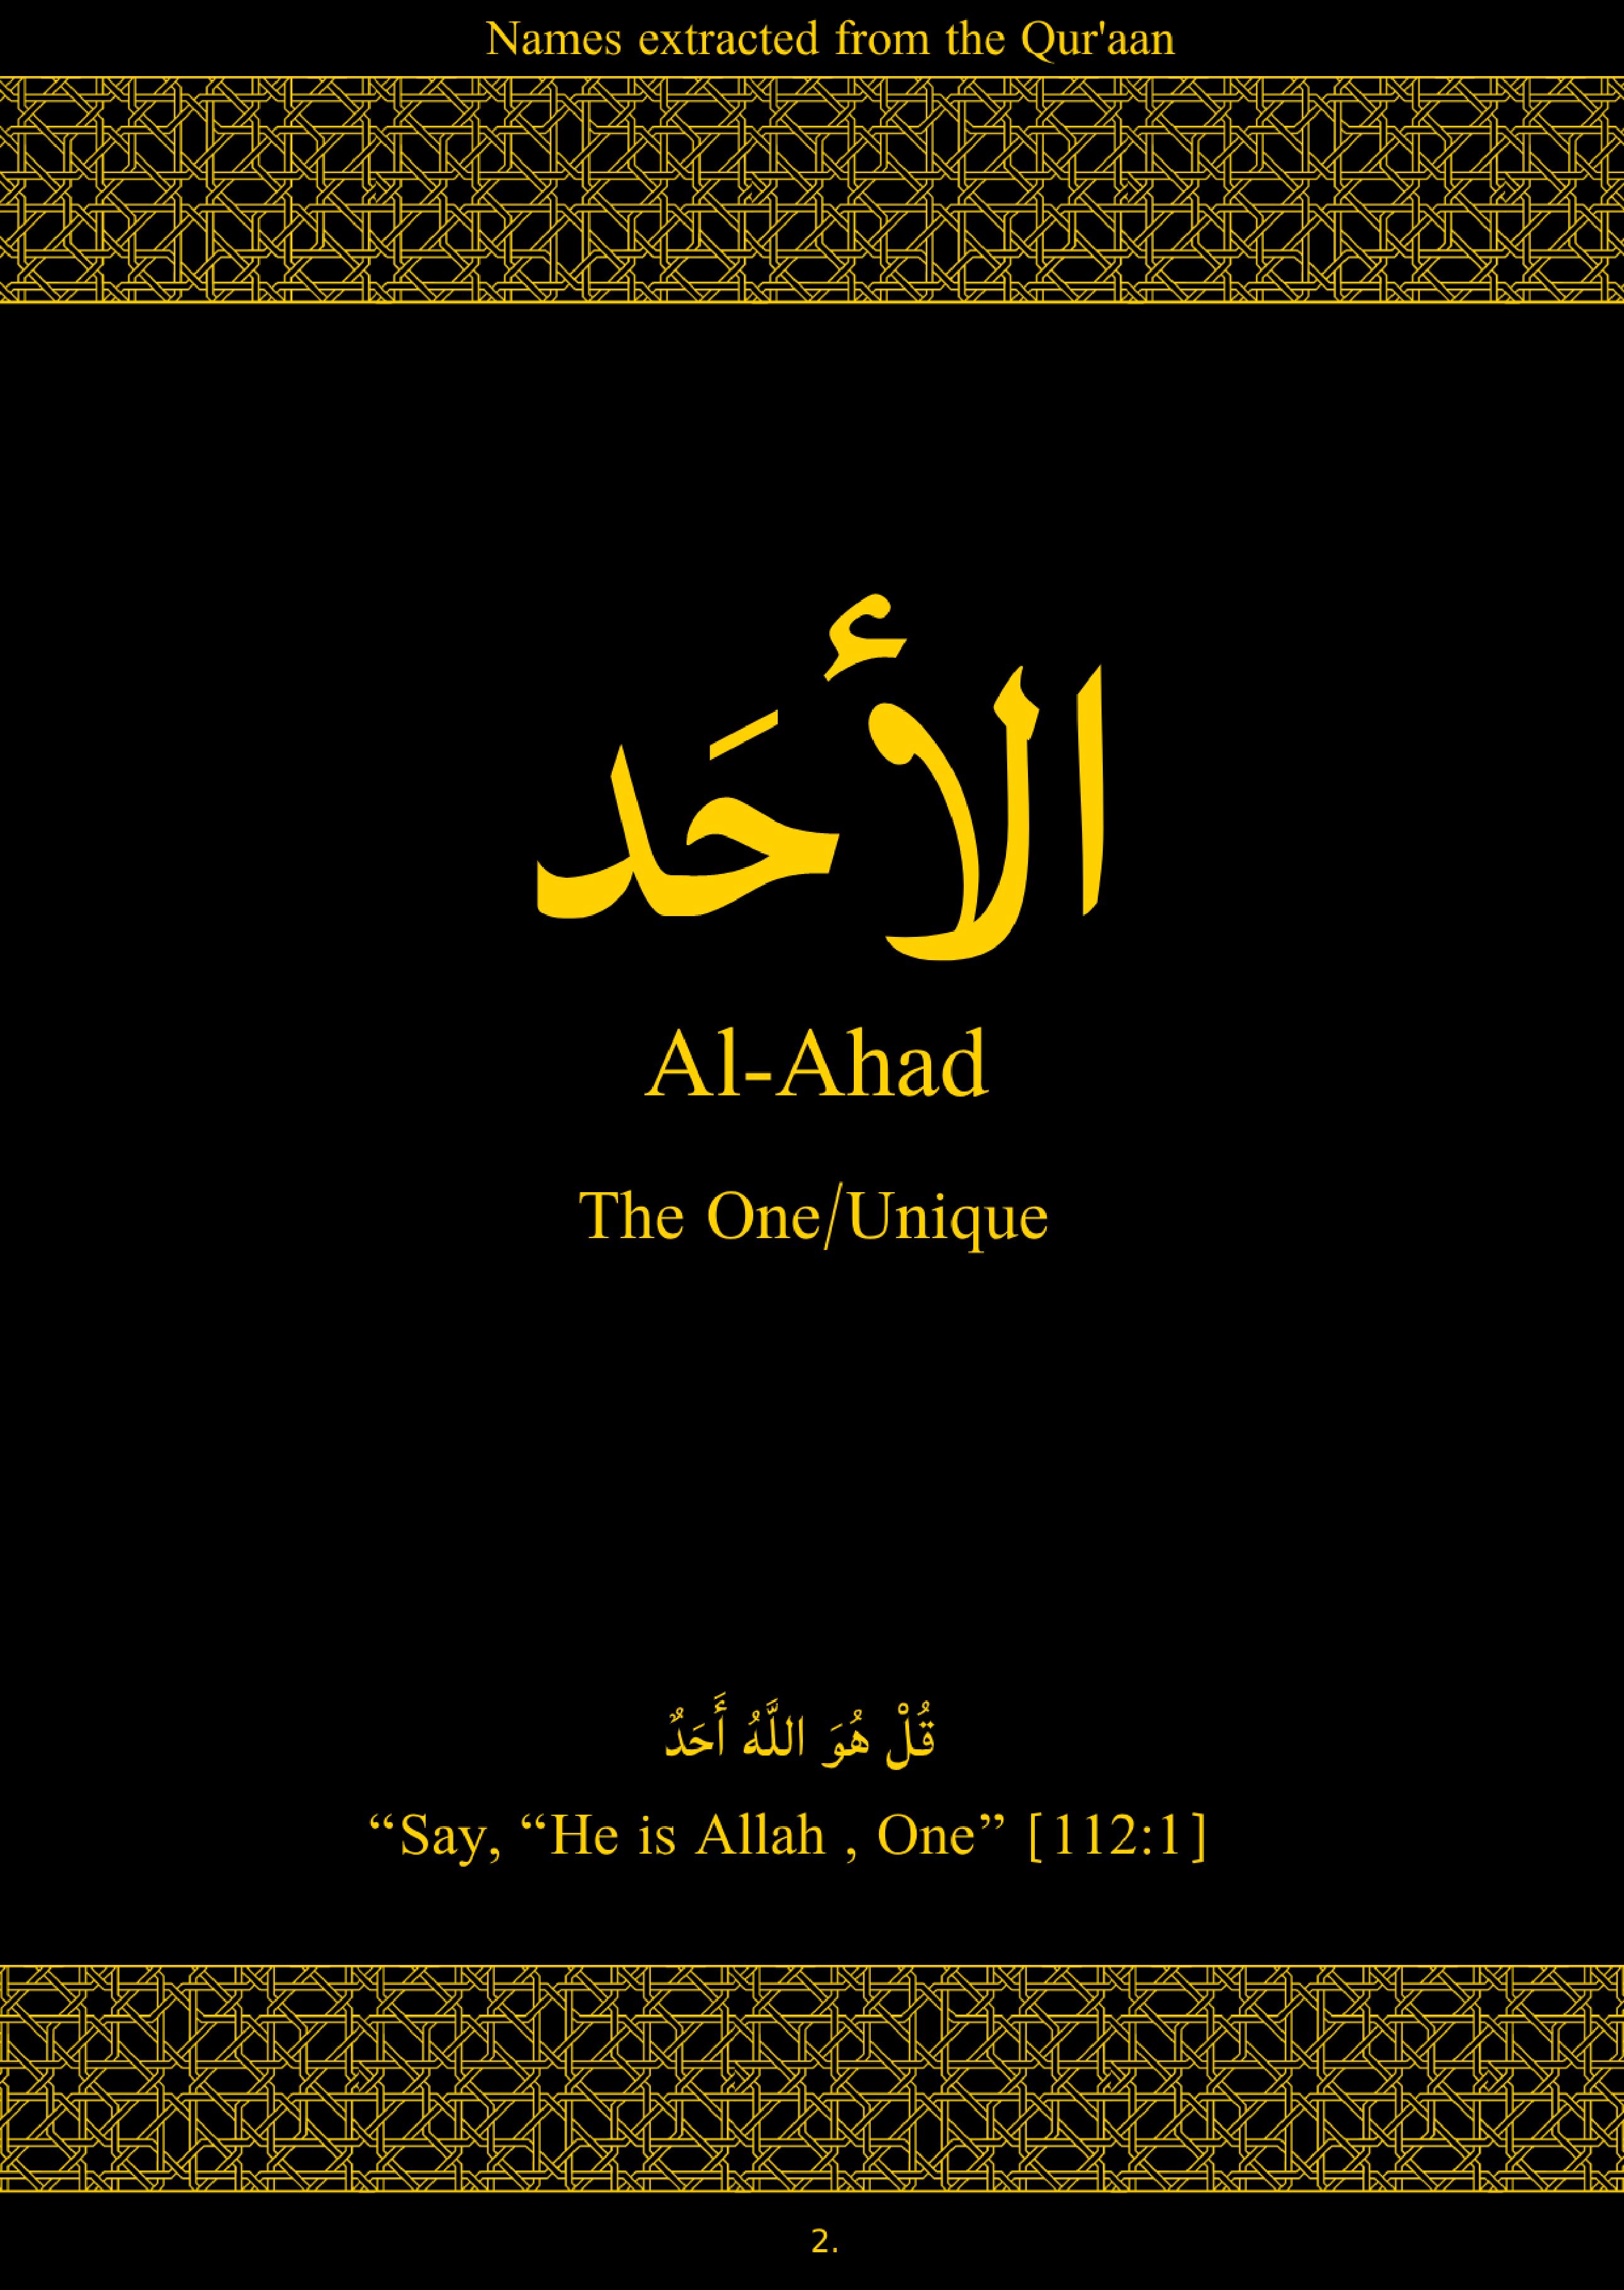 Names extracted from the Qur'aan
الأحَد
Al-Ahad
The One/Unique
قُلْ هُوَ اللَّهُ أَحَدٌ
“Say, “He is Allah , One” [112:1]
2.